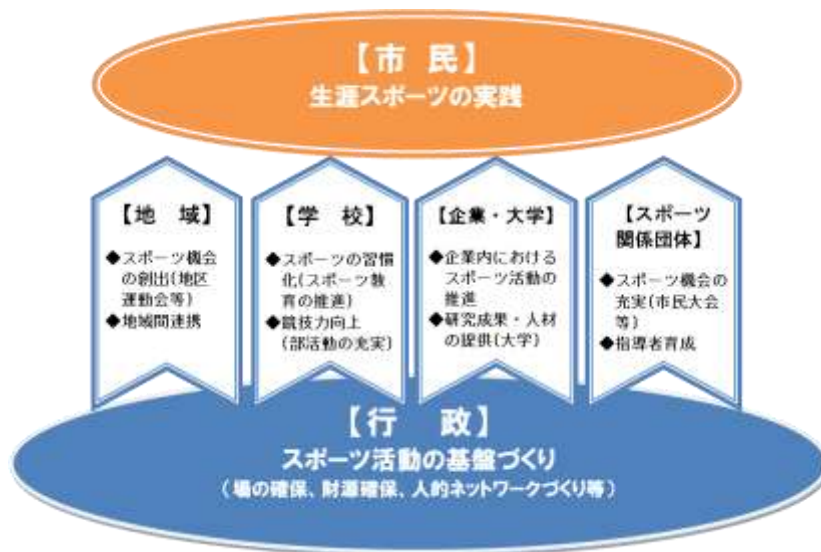 【市 民】
生涯スポーツの実践
【地 域】
◆スポーツ機会
の創出(地区
運動会等)
◆地域間連携
【学 校】
◆スポーツの習慣
化(スポーツ教
育の推進)
◆競技力向上
(部活動の充実)
【企業・大学】
◆企業内における
スポーツ活動の
推進
◆研究成果・人材
の提供(大学)
【スポーツ
関係団体】
◆スポーツ機会の
充実(市民大会
等)
◆指導者育成
【行 政】
スポーツ活動の基盤づくり
(場の確保、財源確保、人的ネットワークづくり等)